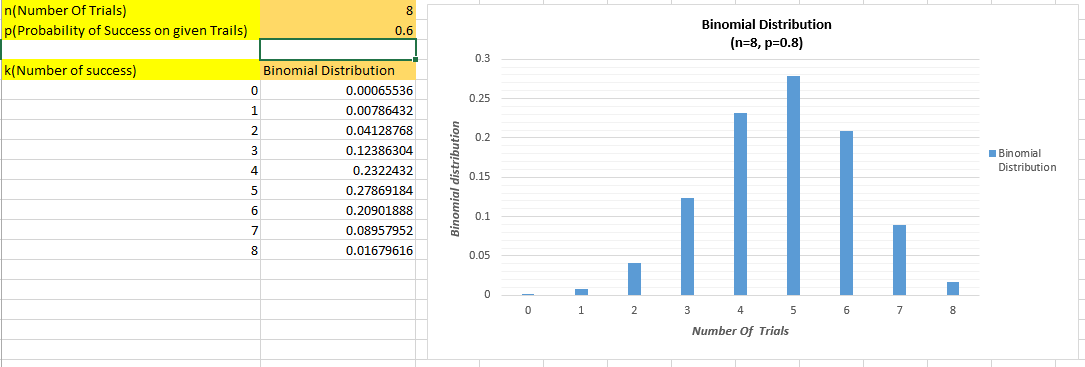 n(Number Of Trials) 8
p(Probability of Success on given Trails) 0.6
k(Number of success) Binomial Distribution
0 0.00065536
1 0.00786432
2 0.04128768
3 0.12386304
4 0.2322432
5 0.27869184
6 0.20901888
7 0.08957952
8 0.01679616
Binomial Distribution
(n=8, p=0.8)
Binomial distribution
0.3
0.25
0.2
0.15
0.1
0.05
0
0 1 2 3 4 5 6 7 8
Number Of Trials
Binomial
Distribution